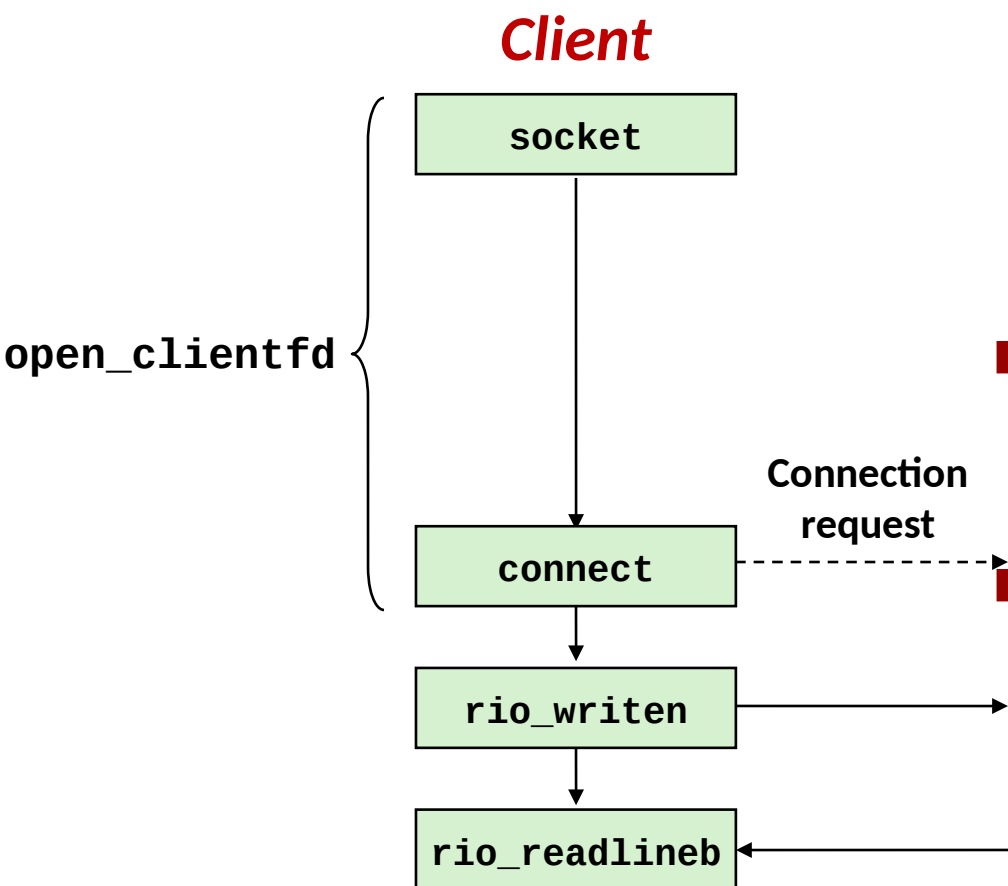 Client
socket
open_clientfd
Connection
request
connect
rio_writen
rio_readlineb